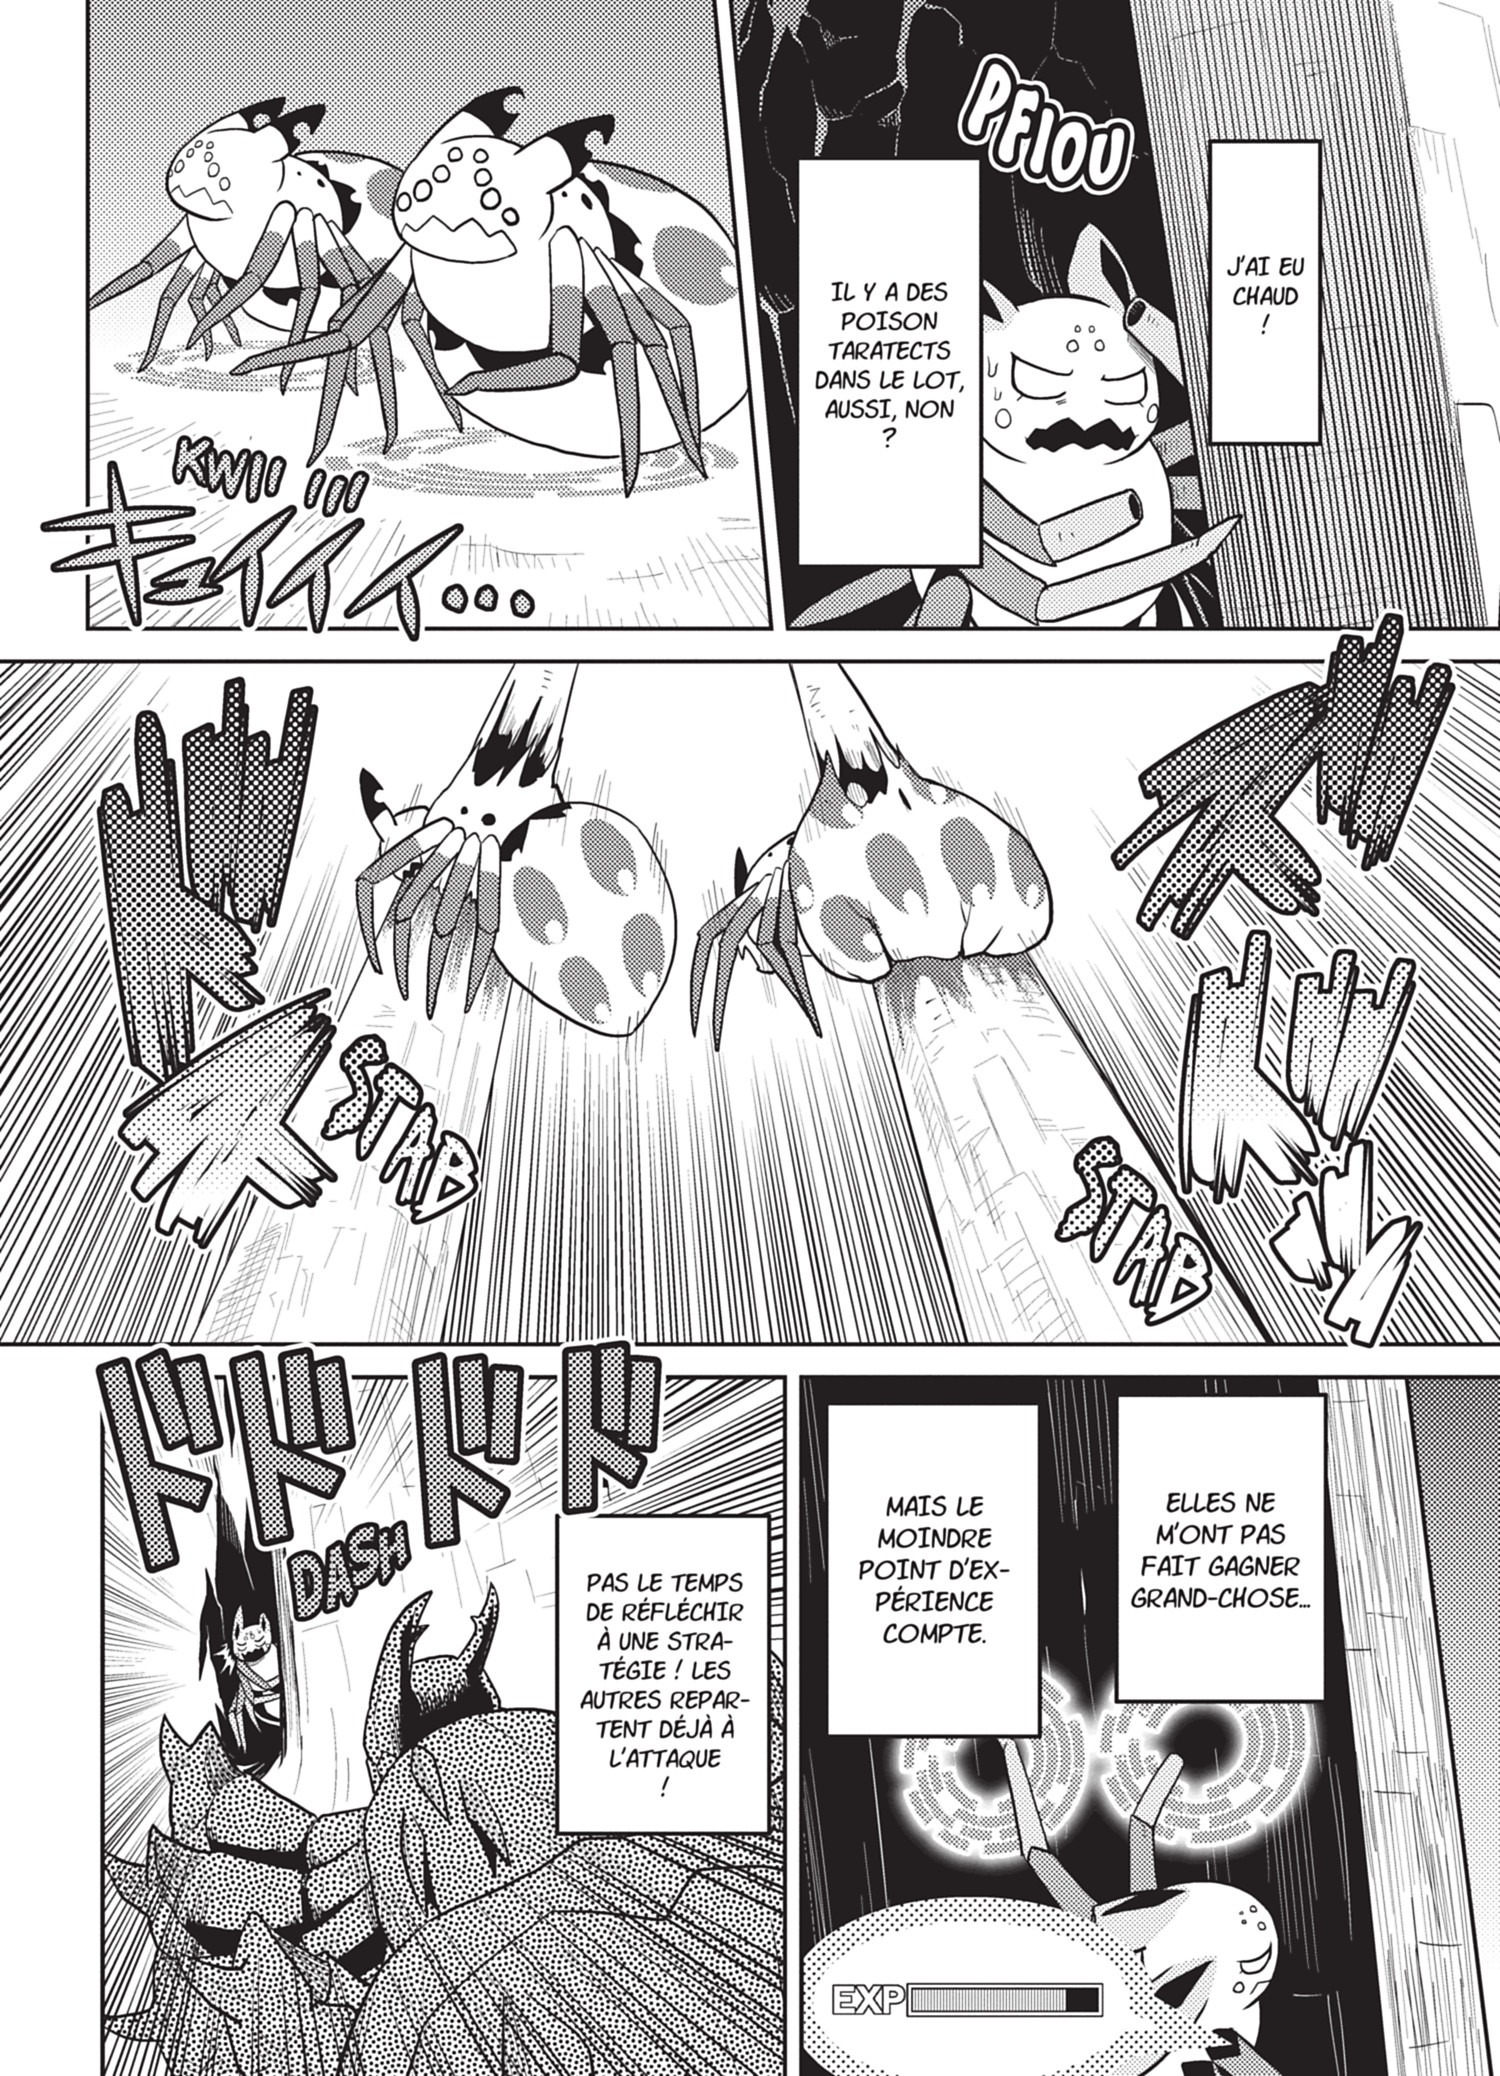 PFIOU
J'AI EU
CHAUD
!
IL Y A DES
POISON
TARATECTS
DANS LE LOT,
AUSSI, NON
?
KWII III
キュイイイ...
STAB
STAB
ELLES NE
M'ONT PAS
FAIT GAGNER
GRAND-CHOSE...
MAIS LE
MOINDRE
POINT D'EX-
PÉRIENCE
COMPTE.
EXP
ドドドド
DASH
PAS LE TEMPS
DE RÉFLÉCHIR
À UNE STRA-
TÉGIE ! LES
AUTRES REPAR-
TENT DÉJÀ À
L'ATTAQUE
!